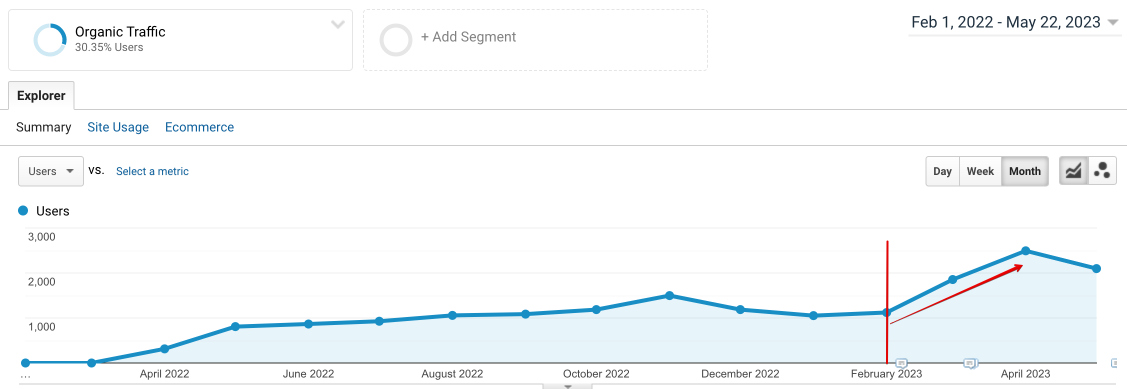 Organic Traffic
30.35% Users
+ Add Segment
Feb 1, 2022 - May 22, 2023
Explorer
Summary Site Usage Ecommerce
Users vs. Select a metric
Day Week Month
Users
3,000
2,000
1,000
... April 2022 June 2022 August 2022 October 2022 December 2022 February 2023 April 2023